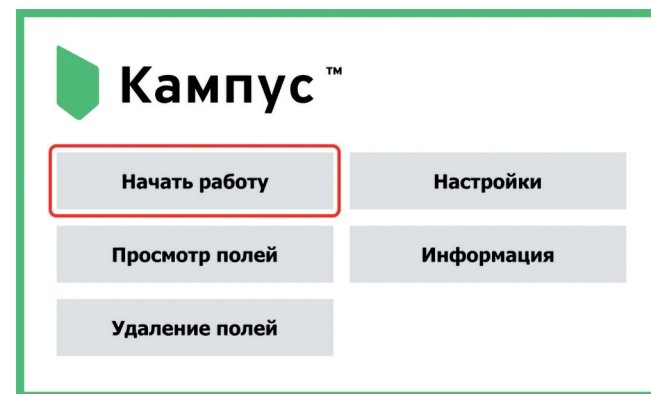 Кампус™
Начать работу
Настройки
Просмотр полей
Информация
Удаление полей